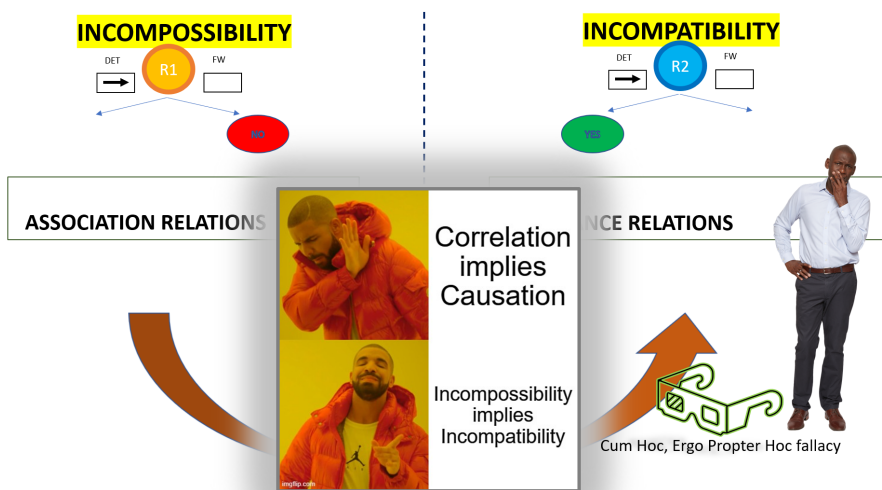 INCOMPOSSIBILITY
DET
R1
FW
NO
INCOMPATIBILITY
DET
R2
FW
YES
ASSOCIATION RELATIONS
NCE RELATIONS
Correlation
implies
Causation
Incompossibility
implies
Incompatibility
imgflip.com
Cum Hoc, Ergo Propter Hoc fallacy